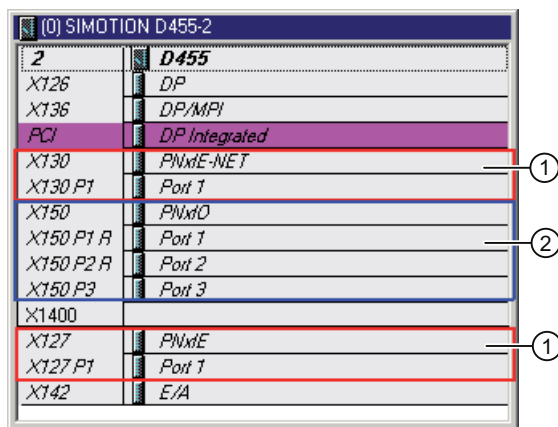 (0) SIMOTION D455-2
2 D455
X126 DP
X136 DP/MPI
PCI DP Integrated
X130 PNxIE-NET
X130 P1 Port 1
X150 PNxIO
X150 P1 R Port 1
X150 P2 R Port 2
X150 P3 Port 3
X1400
X127 PNxIE
X127 P1 Port 1
X142 E/A
①
②
①